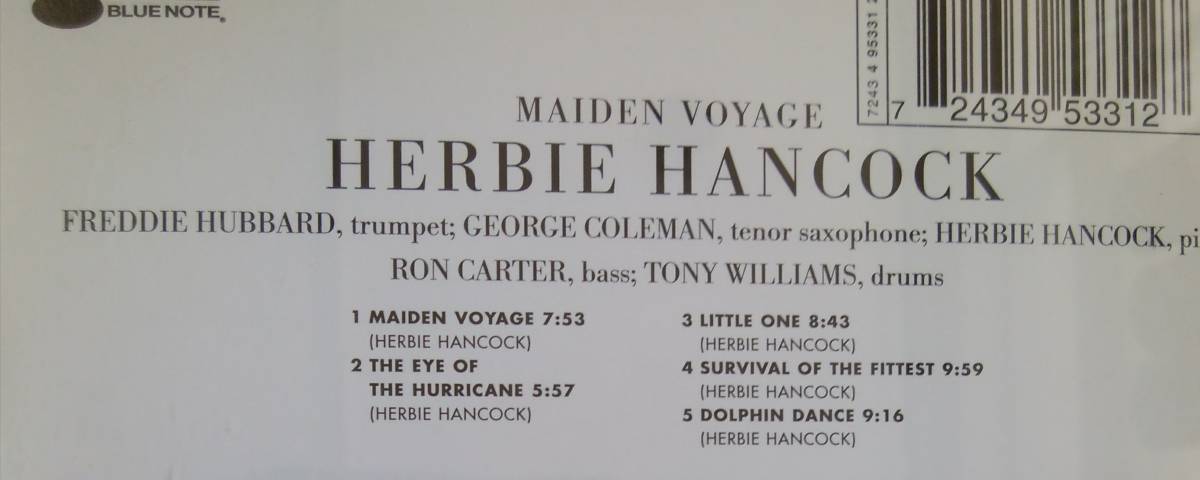 BLUE NOTE®
7243 4 95331 2
7 24349 53312
MAIDEN VOYAGE
HERBIE HANCOCK
FREDDIE HUBBARD, trumpet; GEORGE COLEMAN, tenor saxophone; HERBIE HANCOCK, pi
RON CARTER, bass; TONY WILLIAMS, drums
1 MAIDEN VOYAGE 7:53
(HERBIE HANCOCK)
2 THE EYE OF
THE HURRICANE 5:57
(HERBIE HANCOCK)
3 LITTLE ONE 8:43
(HERBIE HANCOCK)
4 SURVIVAL OF THE FITTEST 9:59
(HERBIE HANCOCK)
5 DOLPHIN DANCE 9:16
(HERBIE HANCOCK)